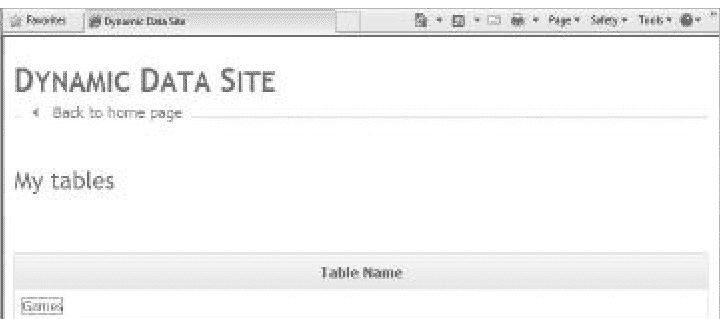 Favorites Dynamic Data Site Page Safety Tools
DYNAMIC DATA SITE
Back to home page
My tables
Table Name
Games